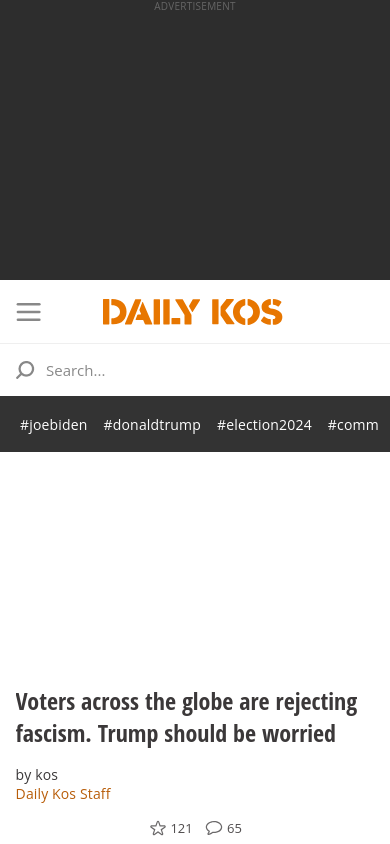 ADVERTISEMENT
DAILY KOS
Search...
#joebiden #donaldtrump #election2024 #comm
Voters across the globe are rejecting
fascism. Trump should be worried
by kos
Daily Kos Staff
121 65